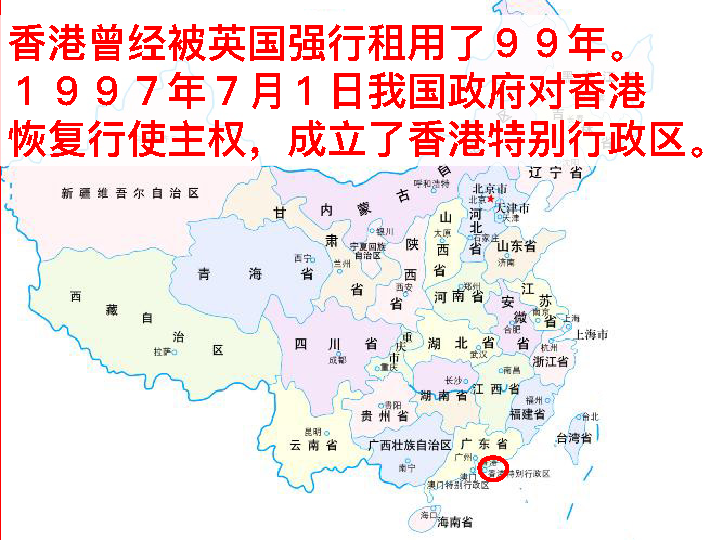 香港曾经被英国强行租用了９９年。
１９９７年７月１日我国政府对香港
恢复行使主权，成立了香港特别行政区。
辽宁省
新疆维吾尔自治区
内蒙古自
呼和浩特
北京市
北京
天津市
天津
甘肃省
银川
宁夏回族
自治区
兰州
青海省
西宁
陕西省
西安
山西省
太原
河北省
石家庄
山东省
济南
西藏自治区
拉萨
四川省
成都
重庆市
重庆
河南省
郑州
湖北省
武汉
安徽省
合肥
江苏省
南京
上海
上海市
杭州
浙江省
南昌
江西省
长沙
湖南省
贵阳
贵州省
昆明
云南省
福州
福建省
台北
台湾省
广西壮族自治区
南宁
广东省
广州
香港
香港特别行政区
澳门
澳门特别行政区
海口
海南省